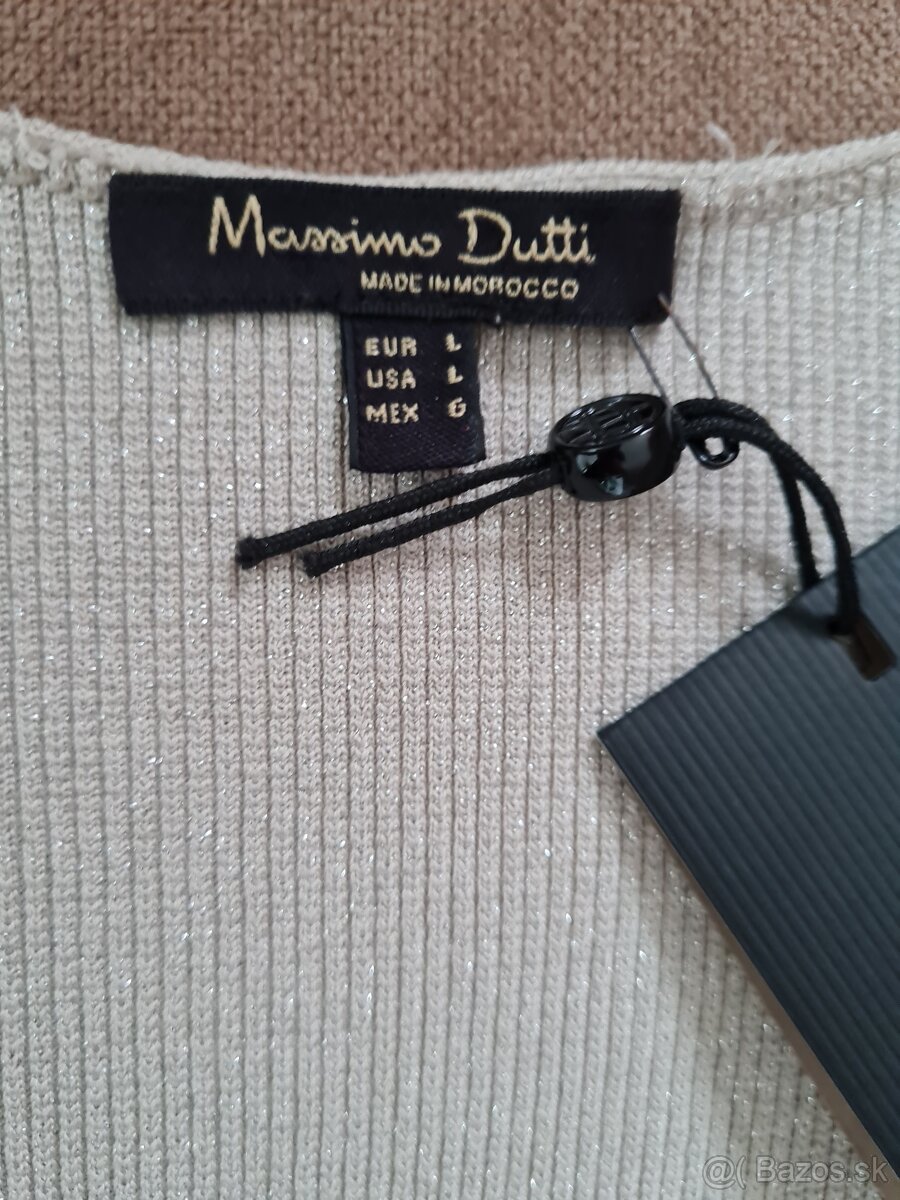 Massimo Dutti
MADE IN MOROCCO
EUR L
USA L
MEX G
@( Bazos.sk